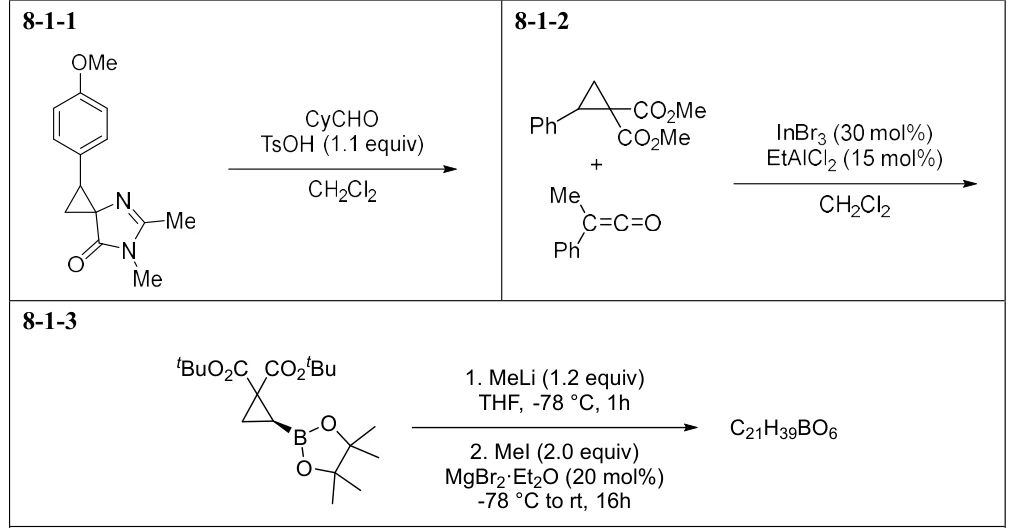 8-1-1
OMe
N
Me
N
O
Me
CyCHO
TsOH (1.1 equiv)
CH₂Cl₂
8-1-2
CO₂Me
Ph
CO₂Me
+
Me
C=C=O
Ph
InBr₃ (30 mol%)
EtAlCl₂ (15 mol%)
CH₂Cl₂
8-1-3
ᵗBuO₂C CO₂ᵗBu
B
O
O
1. MeLi (1.2 equiv)
THF, -78 °C, 1h
2. MeI (2.0 equiv)
MgBr₂·Et₂O (20 mol%)
-78 °C to rt, 16h
C₂₁H₃₉BO₆